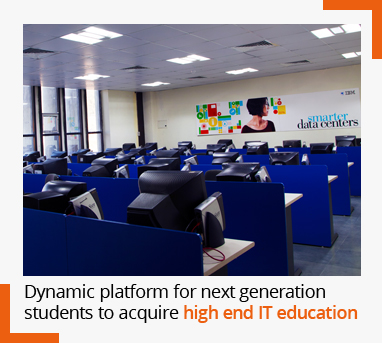 smarter
data centers
Dynamic platform for next generation
students to acquire high end IT education